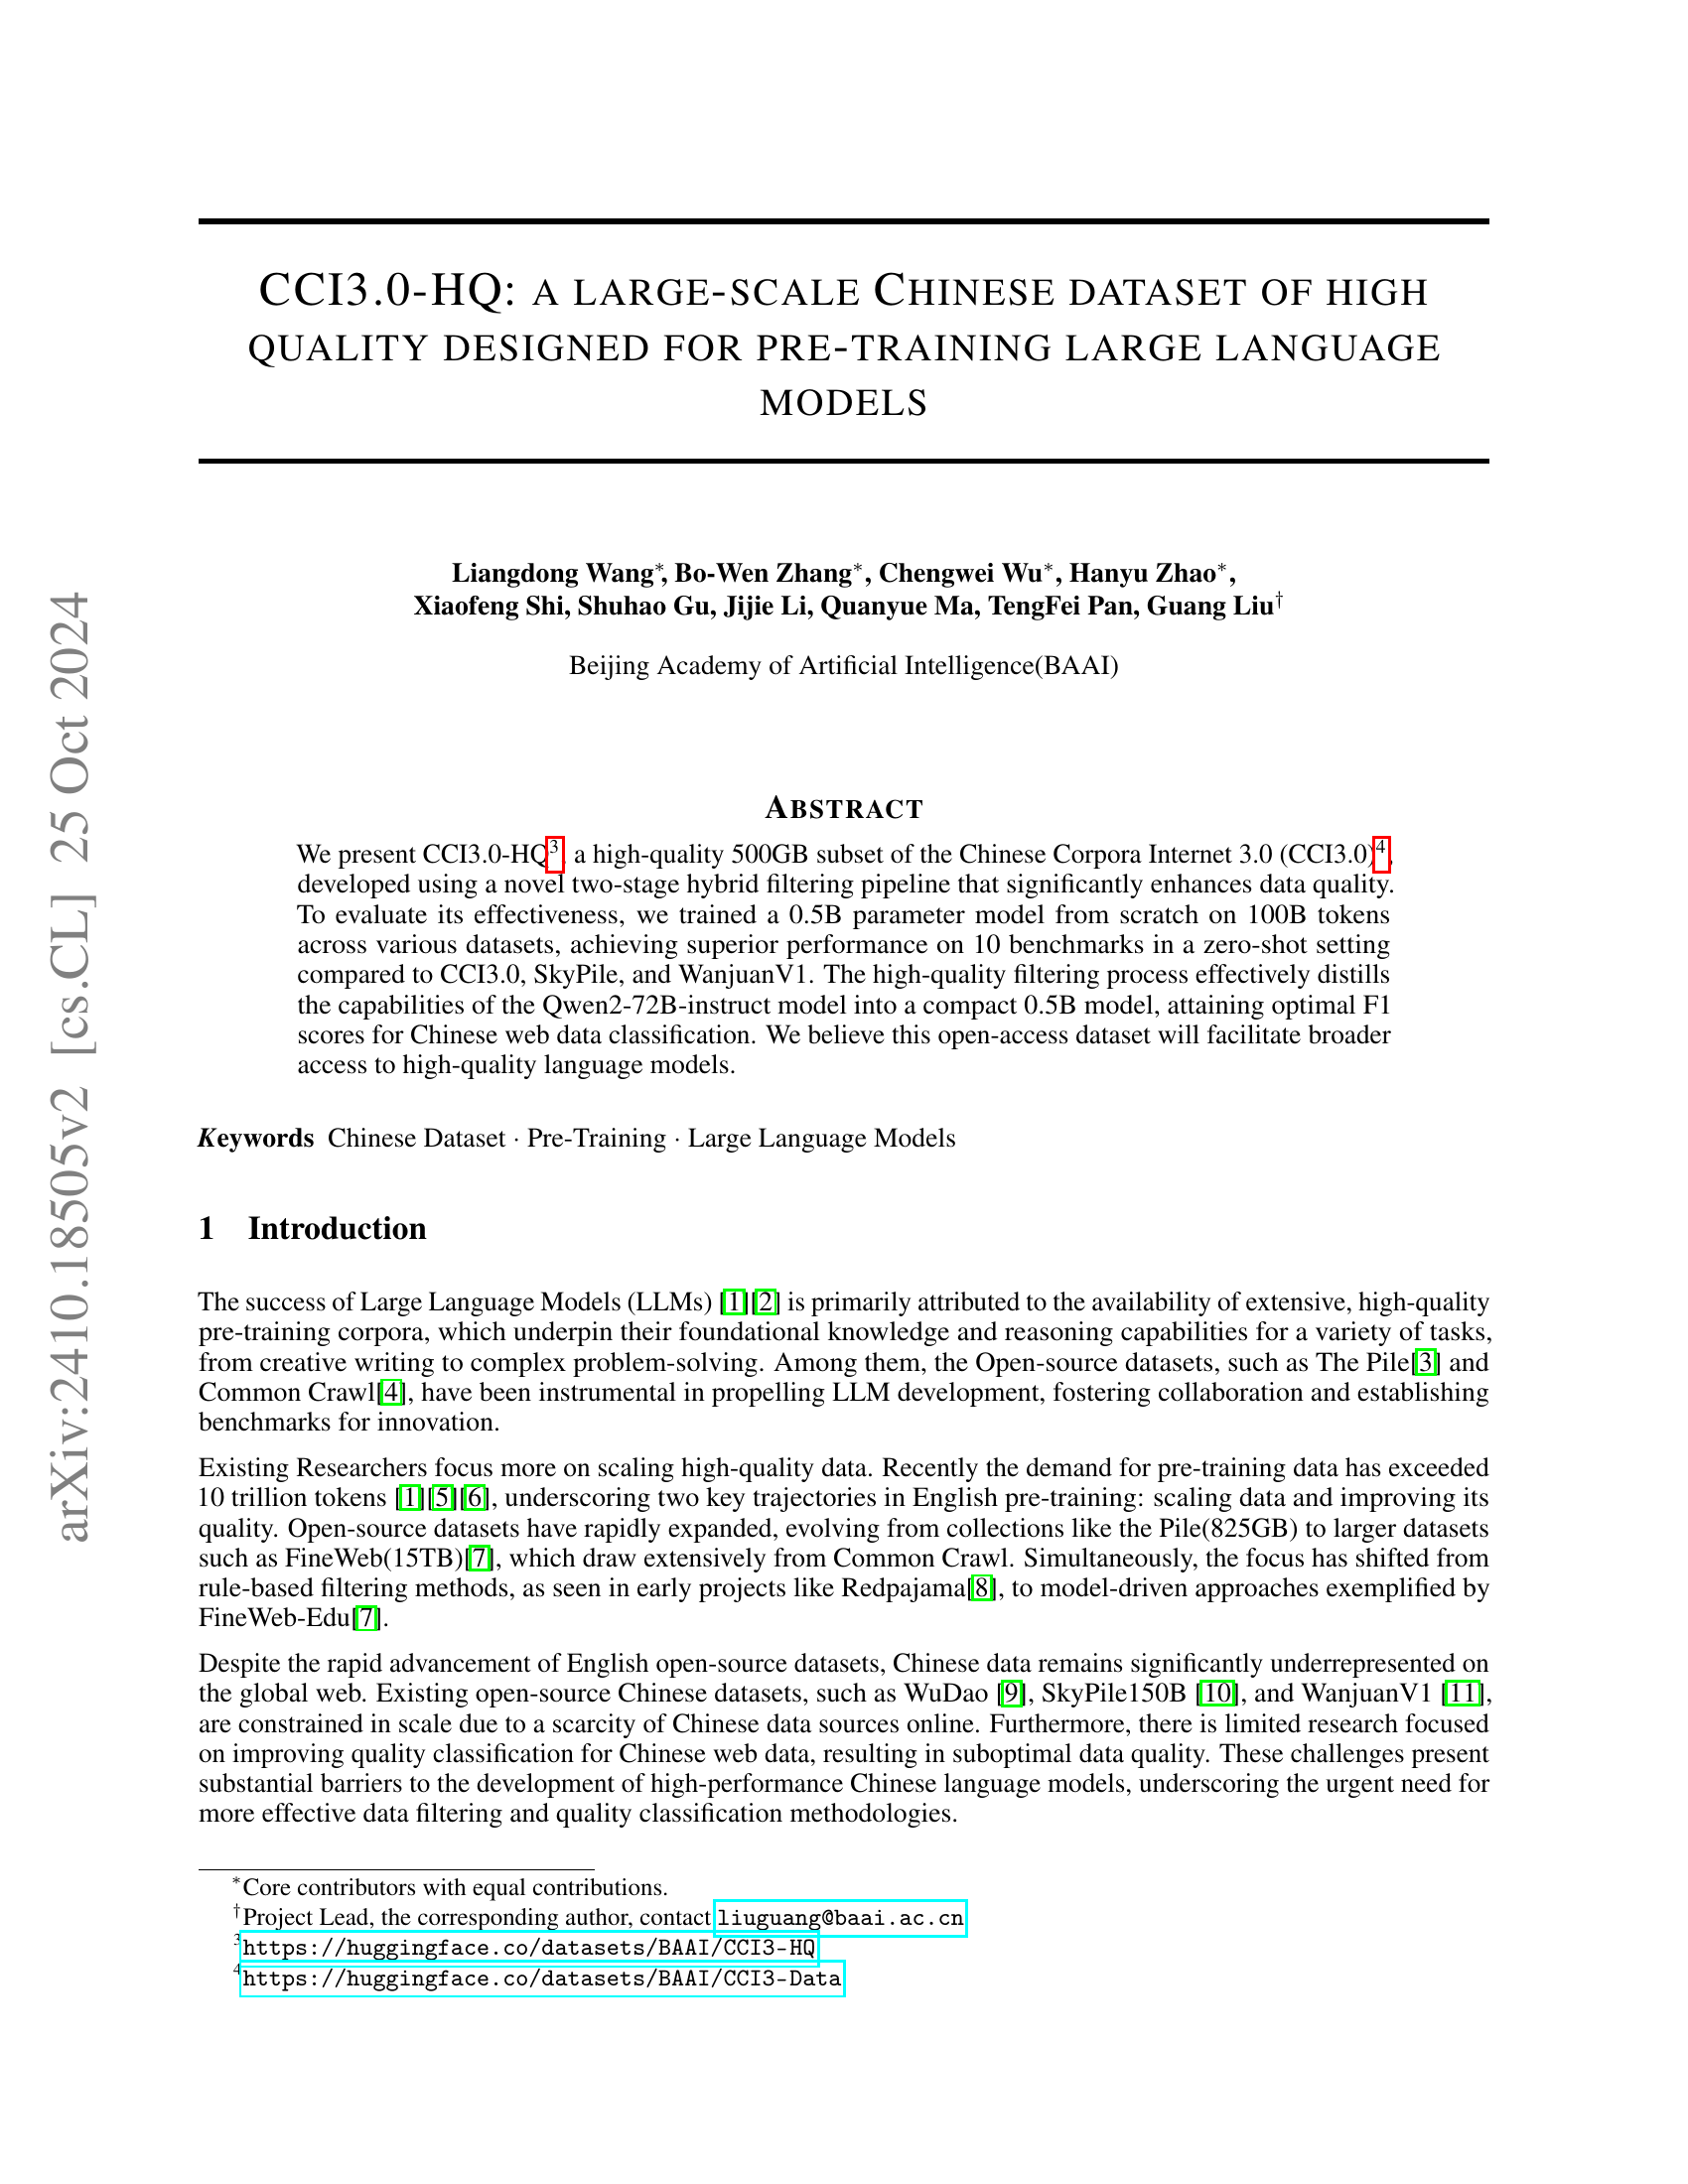 CCI3.0-HQ: A LARGE-SCALE CHINESE DATASET OF HIGH
QUALITY DESIGNED FOR PRE-TRAINING LARGE LANGUAGE
MODELS
Liangdong Wang*, Bo-Wen Zhang*, Chengwei Wu*, Hanyu Zhao*,
Xiaofeng Shi, Shuhao Gu, Jijie Li, Quanyue Ma, TengFei Pan, Guang Liu†
Beijing Academy of Artificial Intelligence(BAAI)
ABSTRACT
We present CCI3.0-HQ3, a high-quality 500GB subset of the Chinese Corpora Internet 3.0 (CCI3.0)4,
developed using a novel two-stage hybrid filtering pipeline that significantly enhances data quality.
To evaluate its effectiveness, we trained a 0.5B parameter model from scratch on 100B tokens
across various datasets, achieving superior performance on 10 benchmarks in a zero-shot setting
compared to CCI3.0, SkyPile, and WanjuanV1. The high-quality filtering process effectively distills
the capabilities of the Qwen2-72B-instruct model into a compact 0.5B model, attaining optimal F1
scores for Chinese web data classification. We believe this open-access dataset will facilitate broader
access to high-quality language models.
Keywords Chinese Dataset · Pre-Training · Large Language Models
1 Introduction
The success of Large Language Models (LLMs) [1][2] is primarily attributed to the availability of extensive, high-quality
pre-training corpora, which underpin their foundational knowledge and reasoning capabilities for a variety of tasks,
from creative writing to complex problem-solving. Among them, the Open-source datasets, such as The Pile[3] and
Common Crawl[4], have been instrumental in propelling LLM development, fostering collaboration and establishing
benchmarks for innovation.
Existing Researchers focus more on scaling high-quality data. Recently the demand for pre-training data has exceeded
10 trillion tokens [1][5][6], underscoring two key trajectories in English pre-training: scaling data and improving its
quality. Open-source datasets have rapidly expanded, evolving from collections like the Pile(825GB) to larger datasets
such as FineWeb(15TB)[7], which draw extensively from Common Crawl. Simultaneously, the focus has shifted from
rule-based filtering methods, as seen in early projects like Redpajama[8], to model-driven approaches exemplified by
FineWeb-Edu[7].
Despite the rapid advancement of English open-source datasets, Chinese data remains significantly underrepresented on
the global web. Existing open-source Chinese datasets, such as WuDao [9], SkyPile150B [10], and WanjuanV1 [11],
are constrained in scale due to a scarcity of Chinese data sources online. Furthermore, there is limited research focused
on improving quality classification for Chinese web data, resulting in suboptimal data quality. These challenges present
substantial barriers to the development of high-performance Chinese language models, underscoring the urgent need for
more effective data filtering and quality classification methodologies.
*Core contributors with equal contributions.
†Project Lead, the corresponding author, contact liuguang@baai.ac.cn
3https://huggingface.co/datasets/BAAI/CCI3-HQ
4https://huggingface.co/datasets/BAAI/CCI3-Data
arXiv:2410.18505v2 [cs.CL] 25 Oct 2024